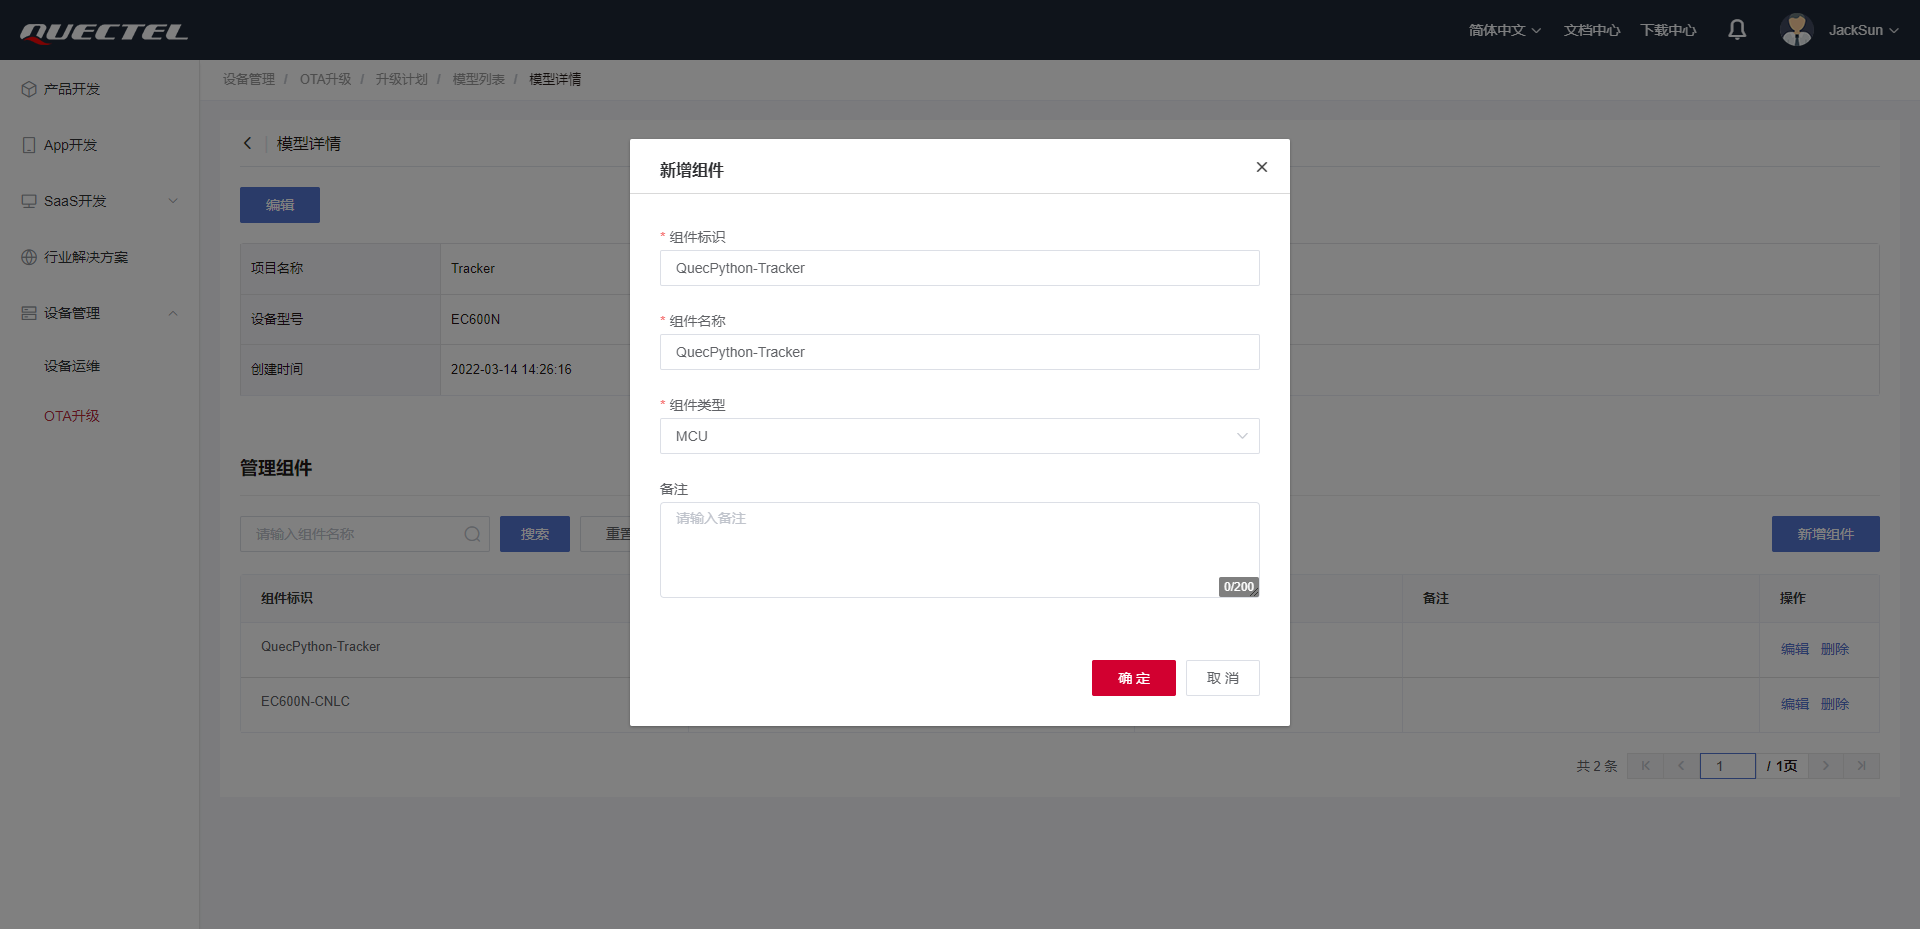 QUECTEL
简体中文
文档中心
下载中心
JackSun
产品开发
App开发
SaaS开发
行业解决方案
设备管理
设备运维
OTA升级
设备管理 / OTA升级 / 升级计划 / 模型列表 / 模型详情
模型详情
编辑
项目名称 Tracker
设备型号 EC600N
创建时间 2022-03-14 14:26:16
管理组件
请输入组件名称
搜索
重置
新增组件
组件标识 备注 操作
QuecPython-Tracker 编辑 删除
EC600N-CNLC 编辑 删除
共 2 条 1 / 1页
新增组件
* 组件标识
QuecPython-Tracker
* 组件名称
QuecPython-Tracker
* 组件类型
MCU
备注
请输入备注
0/200
确 定
取 消